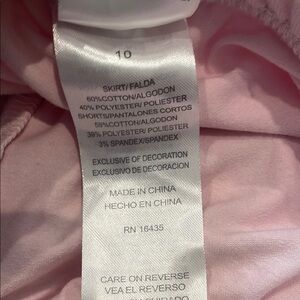 10
SKIRT/FALDA
60%COTTON/ALGODON
40% POLYESTER/ POLIESTER
SHORTS/PANTALONES CORTOS
58%COTTON/ALGODON
39% POLYESTER/ POLIESTER
3% SPANDEX/SPANDEX
EXCLUSIVE OF DECORATION
EXCLUSIVO DE DECORACION
MADE IN CHINA
HECHO EN CHINA
RN 16435
CARE ON REVERSE
VEA EL REVERSO
CUIDADO